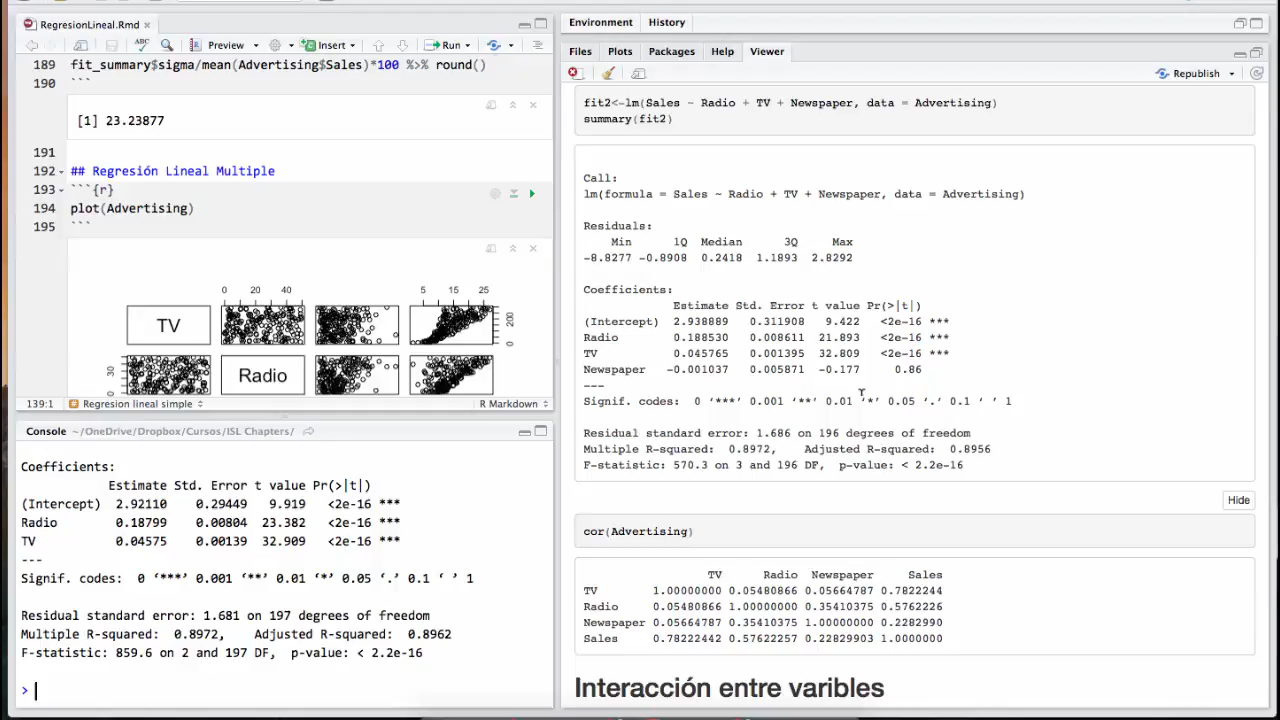 RegresionLineal.Rmd
Preview
Insert
Run
189 fit_summary$sigma/mean(Advertising$Sales)*100 %>% round()
190 ```
[1] 23.23877
191
192 ## Regresión Lineal Multiple
193 ```{r}
194 plot(Advertising)
195 ```
0 20 40
5 15 25
TV
0 200
30
0
Radio
139:1 Regresion lineal simple
R Markdown
Console ~/OneDrive/Dropbox/Cursos/ISL Chapters/
Coefficients:
Estimate Std. Error t value Pr(>|t|)
(Intercept) 2.92110 0.29449 9.919 <2e-16 ***
Radio 0.18799 0.00804 23.382 <2e-16 ***
TV 0.04575 0.00139 32.909 <2e-16 ***
---
Signif. codes: 0 ‘***’ 0.001 ‘**’ 0.01 ‘*’ 0.05 ‘.’ 0.1 ‘ ’ 1
Residual standard error: 1.681 on 197 degrees of freedom
Multiple R-squared: 0.8972, Adjusted R-squared: 0.8962
F-statistic: 859.6 on 2 and 197 DF, p-value: < 2.2e-16
>
Environment History
Files Plots Packages Help Viewer
Republish
fit2<-lm(Sales ~ Radio + TV + Newspaper, data = Advertising)
summary(fit2)
Call:
lm(formula = Sales ~ Radio + TV + Newspaper, data = Advertising)
Residuals:
Min 1Q Median 3Q Max
-8.8277 -0.8908 0.2418 1.1893 2.8292
Coefficients:
Estimate Std. Error t value Pr(>|t|)
(Intercept) 2.938889 0.311908 9.422 <2e-16 ***
Radio 0.188530 0.008611 21.893 <2e-16 ***
TV 0.045765 0.001395 32.809 <2e-16 ***
Newspaper -0.001037 0.005871 -0.177 0.86
---
Signif. codes: 0 ‘***’ 0.001 ‘**’ 0.01 ‘*’ 0.05 ‘.’ 0.1 ‘ ’ 1
Residual standard error: 1.686 on 196 degrees of freedom
Multiple R-squared: 0.8972, Adjusted R-squared: 0.8956
F-statistic: 570.3 on 3 and 196 DF, p-value: < 2.2e-16
Hide
cor(Advertising)
TV Radio Newspaper Sales
TV 1.00000000 0.05480866 0.05664787 0.7822244
Radio 0.05480866 1.00000000 0.35410375 0.5762226
Newspaper 0.05664787 0.35410375 1.00000000 0.2282990
Sales 0.78222442 0.57622257 0.22829903 1.0000000
Interacción entre varibles